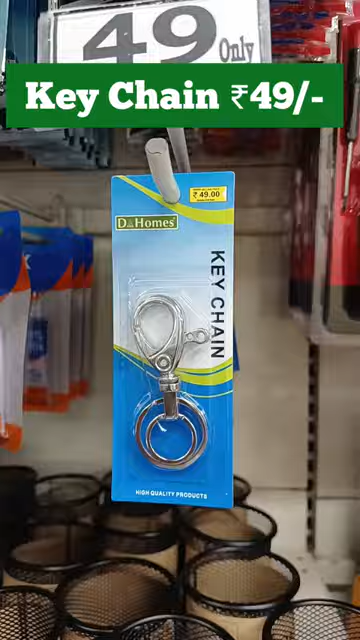 49 Only
Key Chain ₹49/-
₹ 49.00
D Homes
KEY CHAIN
HIGH QUALITY PRODUCTS